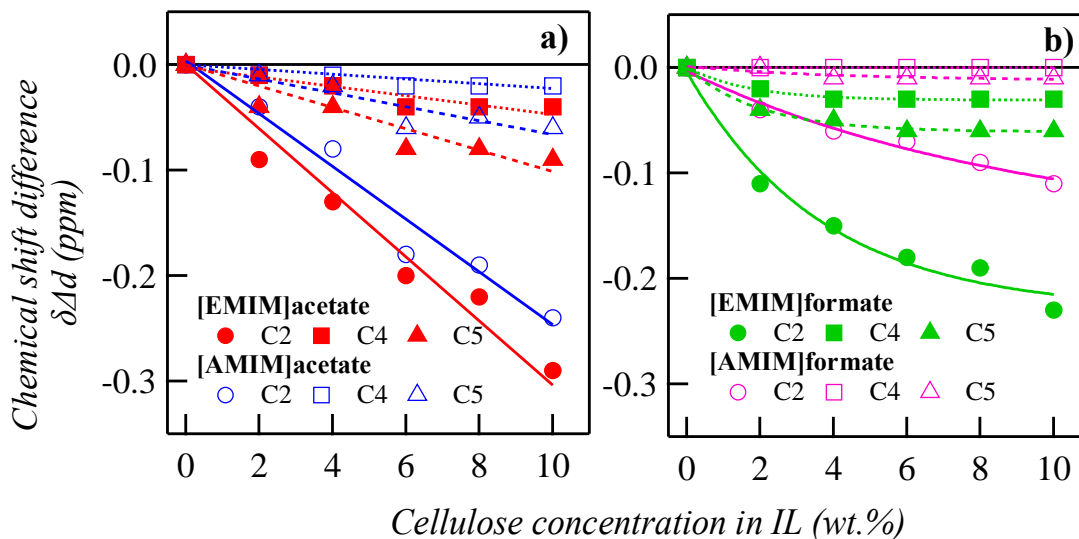 a)
0.0
-0.1
-0.2
-0.3
[EMIM]acetate
C2 C4 C5
[AMIM]acetate
C2 C4 C5
0 2 4 6 8 10
b)
0.0
-0.1
-0.2
-0.3
[EMIM]formate
C2 C4 C5
[AMIM]formate
C2 C4 C5
0 2 4 6 8 10
Chemical shift difference
δΔd (ppm)
Cellulose concentration in IL (wt.%)